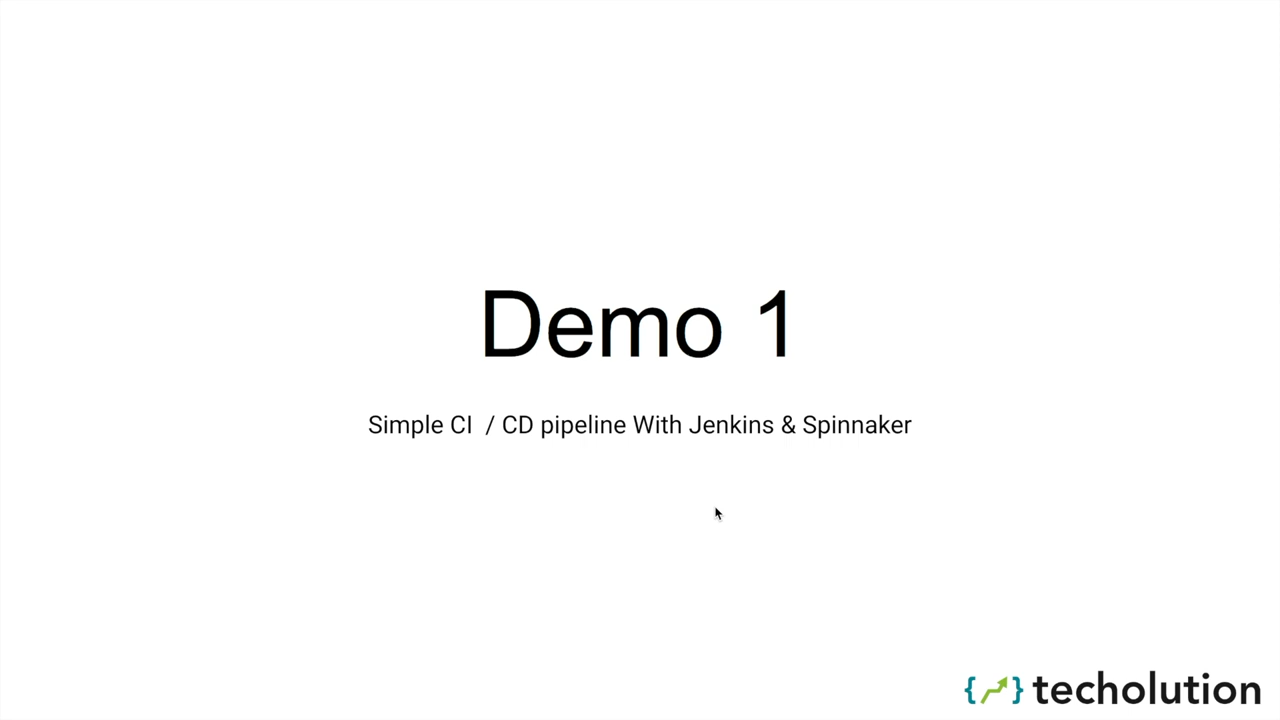 Demo 1
Simple CI / CD pipeline With Jenkins & Spinnaker
{ } techolution